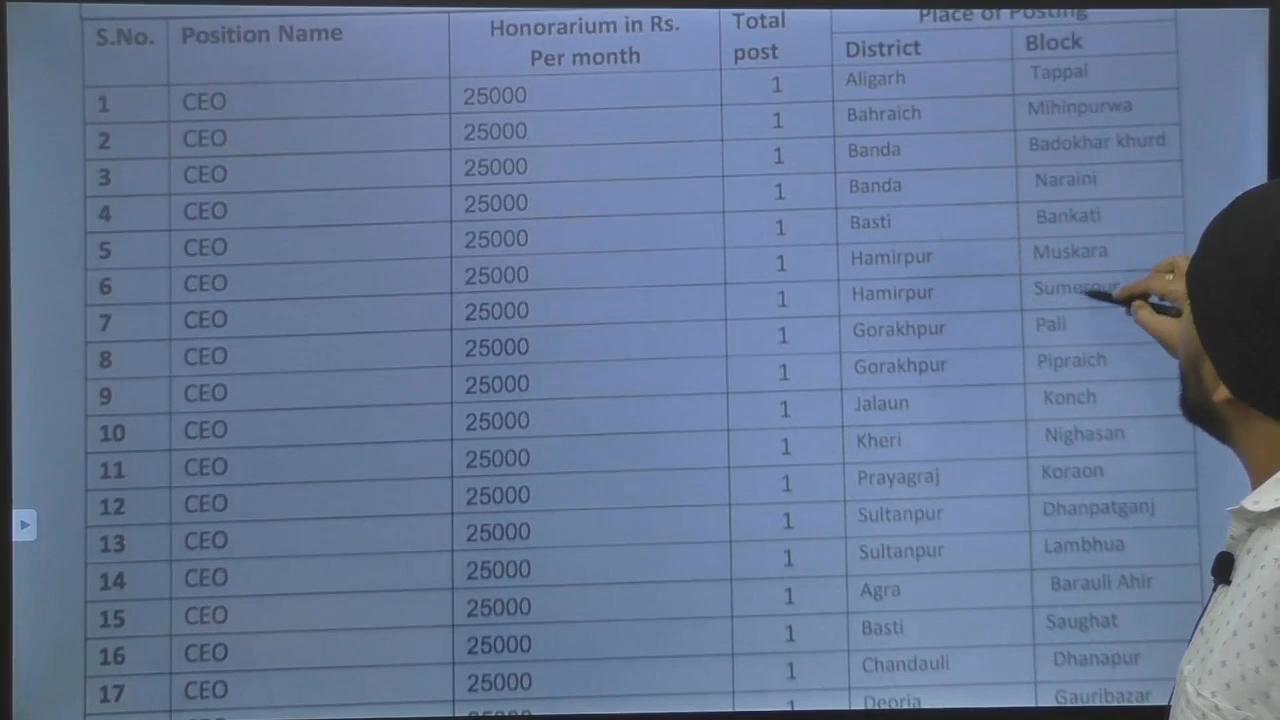 Place of Posting
S.No. Position Name Honorarium in Rs. Per month Total post District Block
1 CEO 25000 1 Aligarh Tappal
2 CEO 25000 1 Bahraich Mihinpurwa
3 CEO 25000 1 Banda Badokhar khurd
4 CEO 25000 1 Banda Naraini
5 CEO 25000 1 Basti Bankati
6 CEO 25000 1 Hamirpur Muskara
7 CEO 25000 1 Hamirpur Sumerpur
8 CEO 25000 1 Gorakhpur Pali
9 CEO 25000 1 Gorakhpur Pipraich
10 CEO 25000 1 Jalaun Konch
11 CEO 25000 1 Kheri Nighasan
12 CEO 25000 1 Prayagraj Koraon
13 CEO 25000 1 Sultanpur Dhanpatganj
14 CEO 25000 1 Sultanpur Lambhua
15 CEO 25000 1 Agra Barauli Ahir
16 CEO 25000 1 Basti Saughat
17 CEO 25000 1 Chandauli Dhanapur
25000 1 Deoria Gauribazar